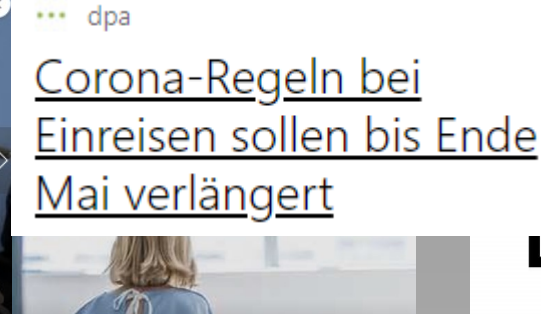 dpa
Corona-Regeln bei
Einreisen sollen bis Ende
Mai verlängert